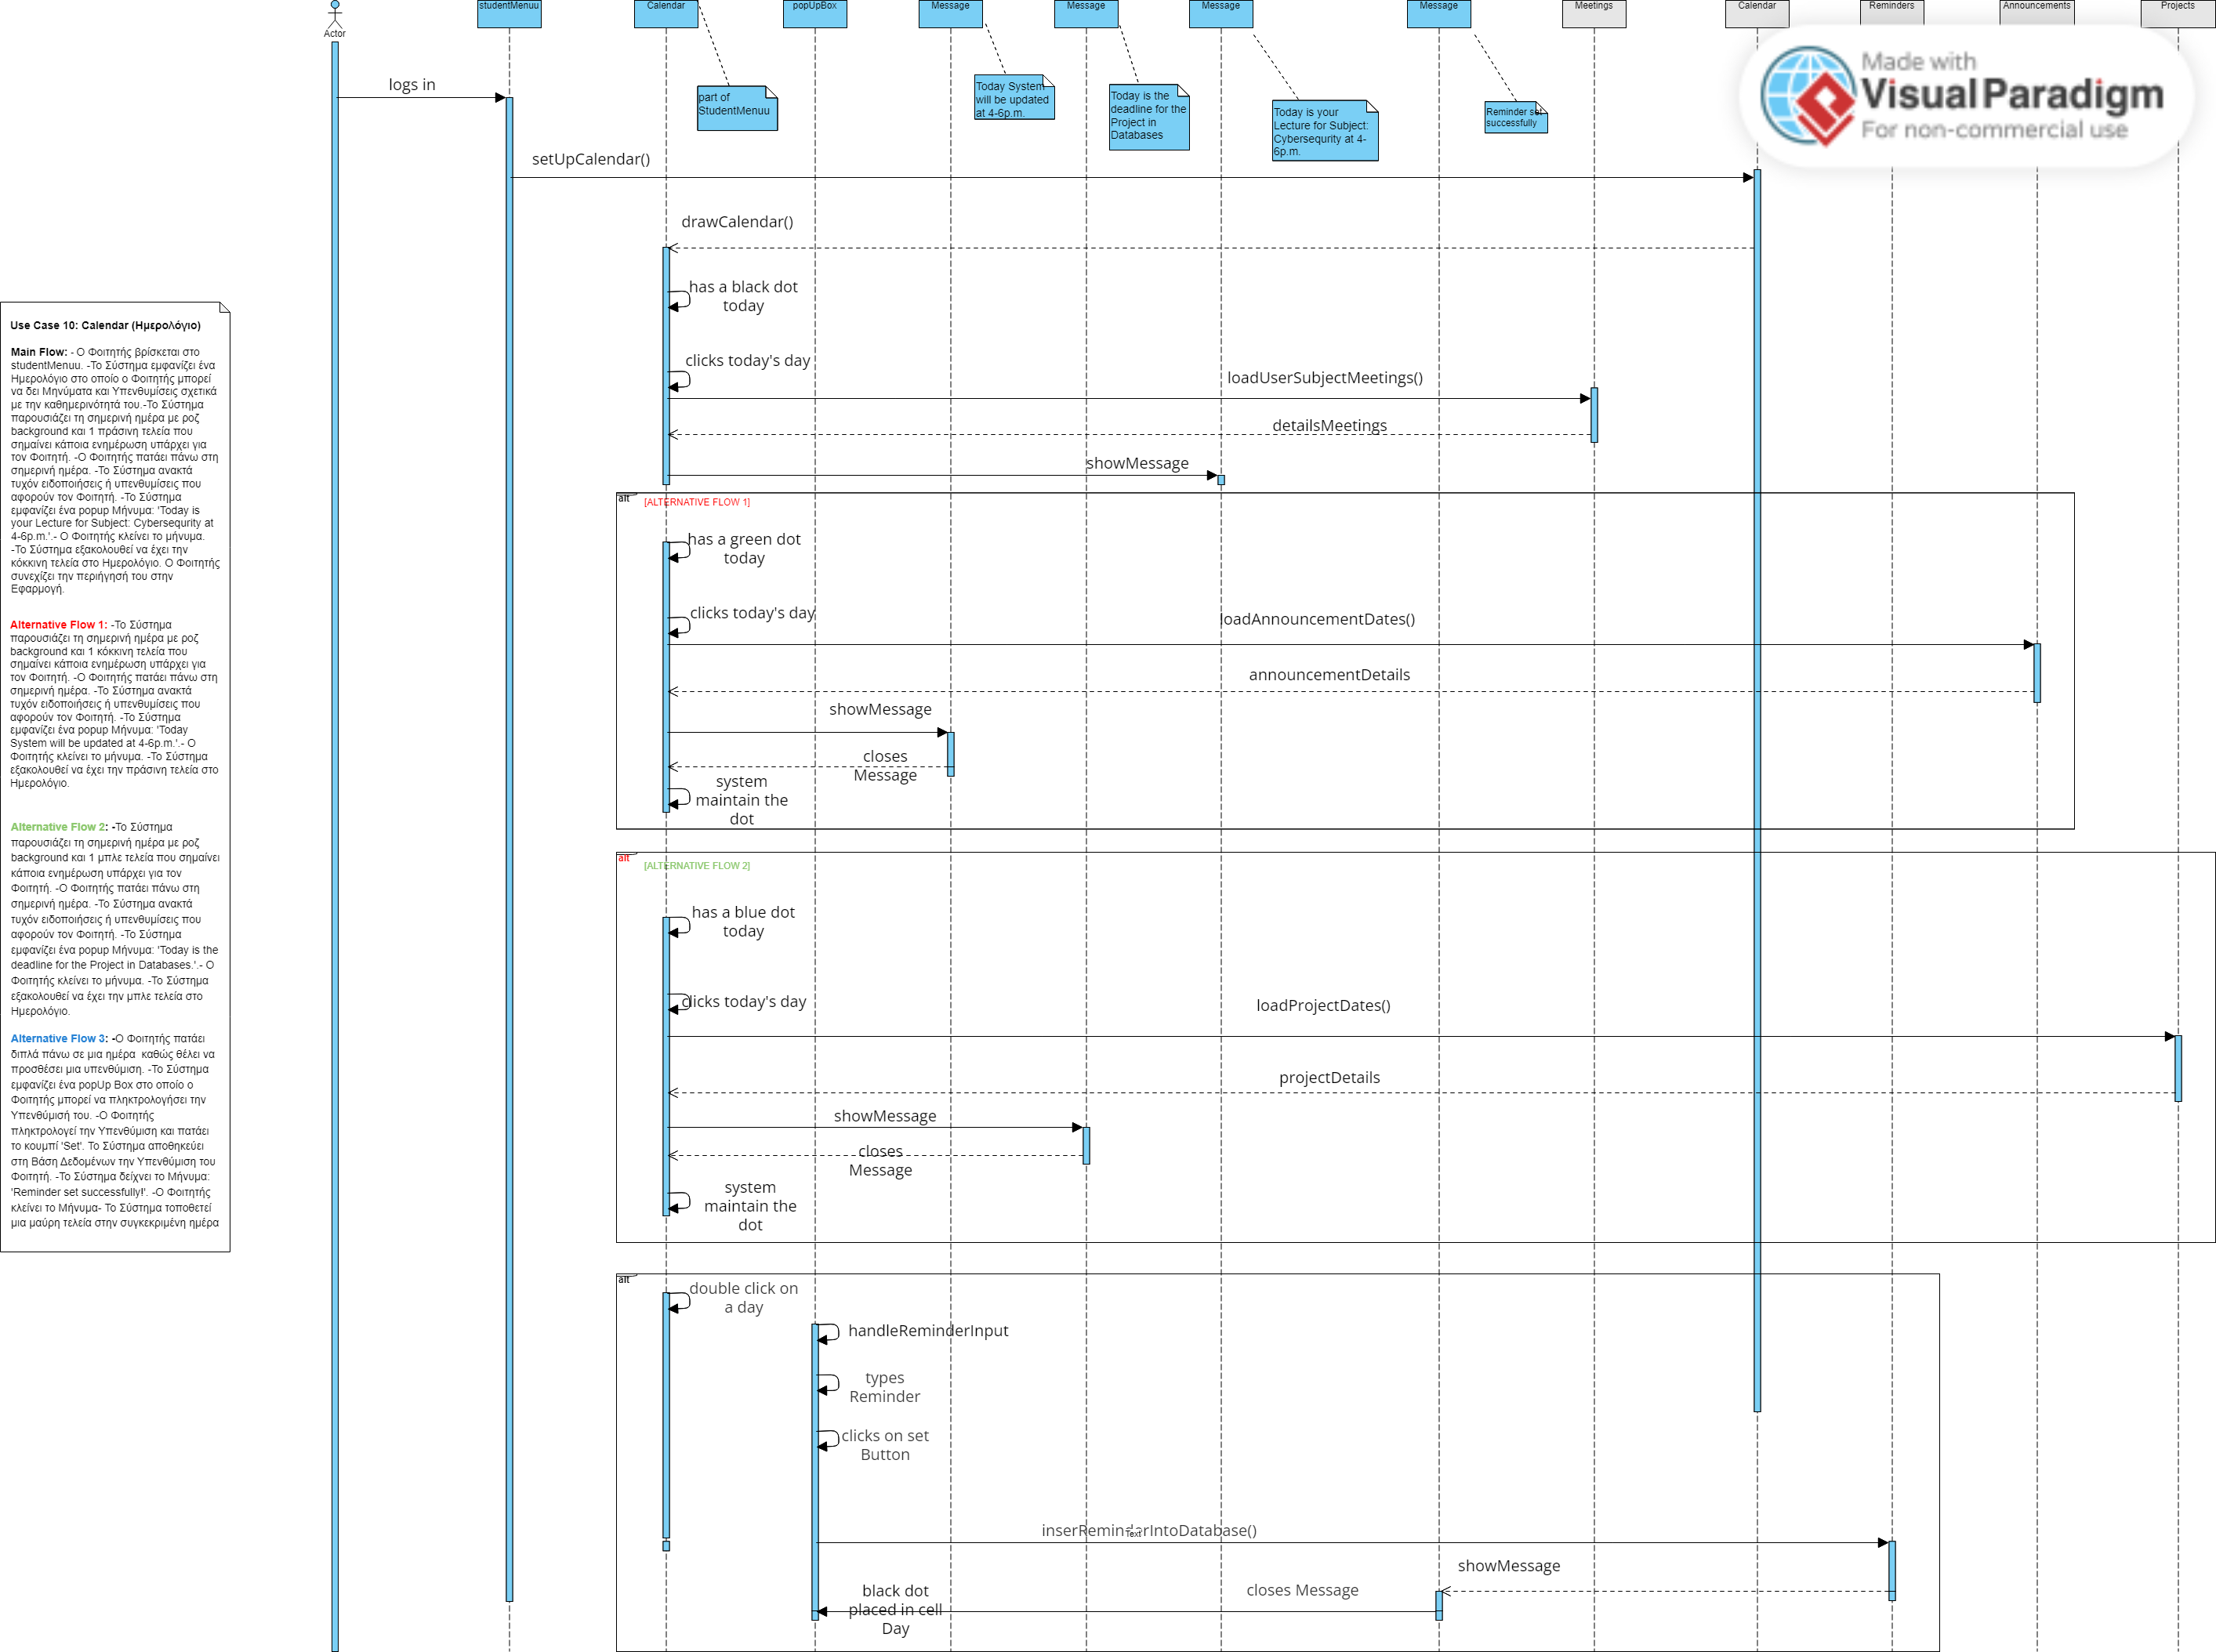 studentMenuu
Calendar
popUpBox
Message
Message
Message
Message
Meetings
Calendar
Reminders
Announcements
Projects
Actor
part of
StudentMenuu
Today System
will be updated
at 4-6p.m.
Today is the
deadline for the
Project in
Databases
Today is your
Lecture for Subject:
Cybersequrity at 4-
6p.m.
Reminder set
successfully
Made with
Visual Paradigm
For non-commercial use
logs in
setUpCalendar()
drawCalendar()
has a black dot
today
clicks today's day
loadUserSubjectMeetings()
detailsMeetings
showMessage
alt
[ALTERNATIVE FLOW 1]
has a green dot
today
clicks today's day
loadAnnouncementDates()
announcementDetails
showMessage
closes
Message
system
maintain the
dot
alt
[ALTERNATIVE FLOW 2]
has a blue dot
today
clicks today's day
loadProjectDates()
projectDetails
showMessage
closes
Message
system
maintain the
dot
alt
double click on
a day
handleReminderInput
types
Reminder
clicks on set
Button
inserReminderIntoDatabase()
Text
showMessage
closes Message
black dot
placed in cell
Day
Use Case 10: Calendar (Ημερολόγιο)
Main Flow: - Ο Φοιτητής βρίσκεται στο
studentMenuu. -Το Σύστημα εμφανίζει ένα
Ημερολόγιο στο οποίο ο Φοιτητής μπορεί
να δει Μηνύματα και Υπενθυμίσεις σχετικά
με την καθημερινότητά του.-Το Σύστημα
παρουσιάζει τη σημερινή ημέρα με ροζ
background και 1 πράσινη τελεία που
σημαίνει κάποια ενημέρωση υπάρχει για
τον Φοιτητή. -Ο Φοιτητής πατάει πάνω στη
σημερινή ημέρα. -Το Σύστημα ανακτά
τυχόν ειδοποιήσεις ή υπενθυμίσεις που
αφορούν τον Φοιτητή. -Το Σύστημα
εμφανίζει ένα popup Μήνυμα: 'Today is
your Lecture for Subject: Cybersequrity at
4-6p.m.'.- Ο Φοιτητής κλείνει το μήνυμα.
-Το Σύστημα εξακολουθεί να έχει την
κόκκινη τελεία στο Ημερολόγιο. Ο Φοιτητής
συνεχίζει την περιήγησή του στην
Εφαρμογή.
Alternative Flow 1: -Το Σύστημα
παρουσιάζει τη σημερινή ημέρα με ροζ
background και 1 κόκκινη τελεία που
σημαίνει κάποια ενημέρωση υπάρχει για
τον Φοιτητή. -Ο Φοιτητής πατάει πάνω στη
σημερινή ημέρα. -Το Σύστημα ανακτά
τυχόν ειδοποιήσεις ή υπενθυμίσεις που
αφορούν τον Φοιτητή. -Το Σύστημα
εμφανίζει ένα popup Μήνυμα: 'Today
System will be updated at 4-6p.m.'.- Ο
Φοιτητής κλείνει το μήνυμα. -Το Σύστημα
εξακολουθεί να έχει την πράσινη τελεία στο
Ημερολόγιο.
Alternative Flow 2: -Το Σύστημα
παρουσιάζει τη σημερινή ημέρα με ροζ
background και 1 μπλε τελεία που σημαίνει
κάποια ενημέρωση υπάρχει για τον
Φοιτητή. -Ο Φοιτητής πατάει πάνω στη
σημερινή ημέρα. -Το Σύστημα ανακτά
τυχόν ειδοποιήσεις ή υπενθυμίσεις που
αφορούν τον Φοιτητή. -Το Σύστημα
εμφανίζει ένα popup Μήνυμα: 'Today is the
deadline for the Project in Databases.'.- Ο
Φοιτητής κλείνει το μήνυμα. -Το Σύστημα
εξακολουθεί να έχει την μπλε τελεία στο
Ημερολόγιο.
Alternative Flow 3: -Ο Φοιτητής πατάει
διπλά πάνω σε μια ημέρα καθώς θέλει να
προσθέσει μια υπενθύμιση. -Το Σύστημα
εμφανίζει ένα popUp Box στο οποίο ο
Φοιτητής μπορεί να πληκτρολογήσει την
Υπενθύμισή του. -Ο Φοιτητής
πληκτρολογεί την Υπενθύμιση και πατάει
το κουμπί 'Set'. Το Σύστημα αποθηκεύει
στη Βάση Δεδομένων την Υπενθύμιση του
Φοιτητή. -Το Σύστημα δείχνει το Μήνυμα:
'Reminder set successfully!'. -Ο Φοιτητής
κλείνει το Μήνυμα- Το Σύστημα τοποθετεί
μια μαύρη τελεία στην συγκεκριμένη ημέρα